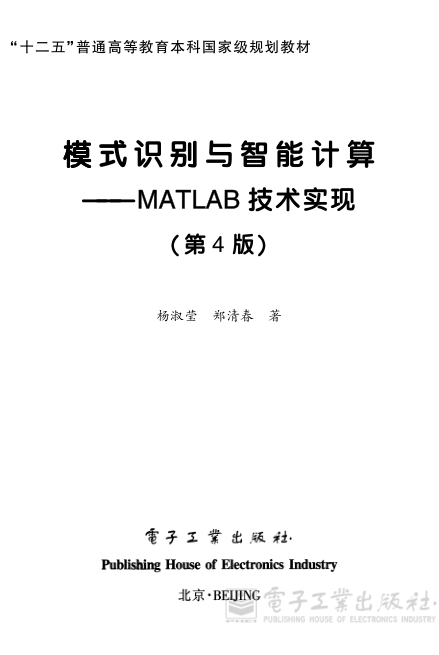 “十二五”普通高等教育本科国家级规划教材
模式识别与智能计算
——MATLAB 技术实现
（第 4 版）
杨淑莹 郑清春 著
電子工業出版社·
Publishing House of Electronics Industry
北京·BEIJING
電子工業出版社·
PUBLISHING HOUSE OF ELECTRONICS INDUSTRY